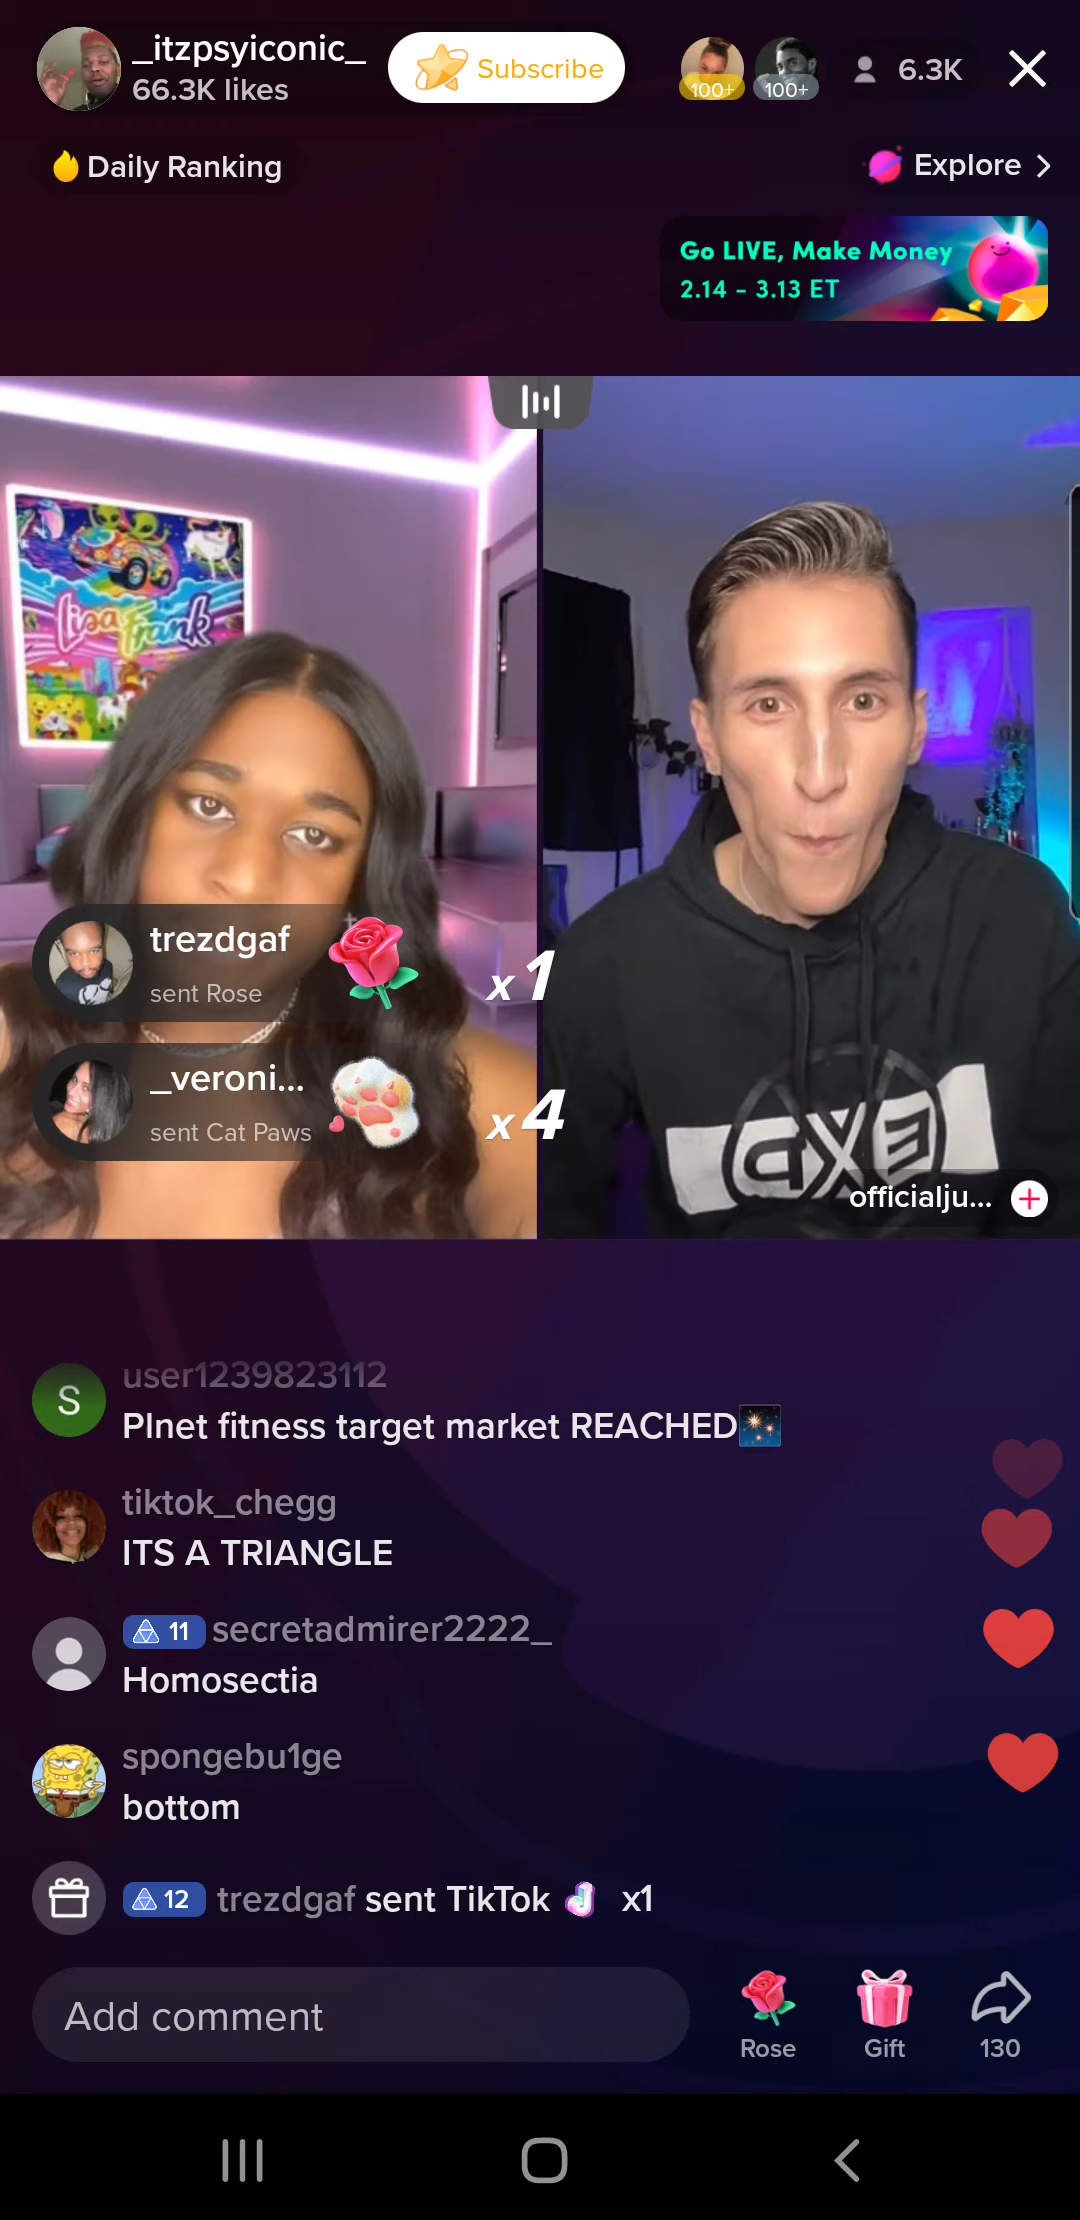 _itzpsyiconic_
66.3K likes
Subscribe
100+
100+
6.3K
Daily Ranking
Explore >
Go LIVE, Make Money
2.14 - 3.13 ET
Lisa Frank
trezdgaf
sent Rose
x1
_veroni...
sent Cat Paws
x4
officialju...
user1239823112
S
Plnet fitness target market REACHED🎇
tiktok_chegg
ITS A TRIANGLE
11 secretadmirer2222_
Homosectia
spongebu1ge
bottom
12 trezdgaf sent TikTok x1
Add comment
Rose
Gift
130